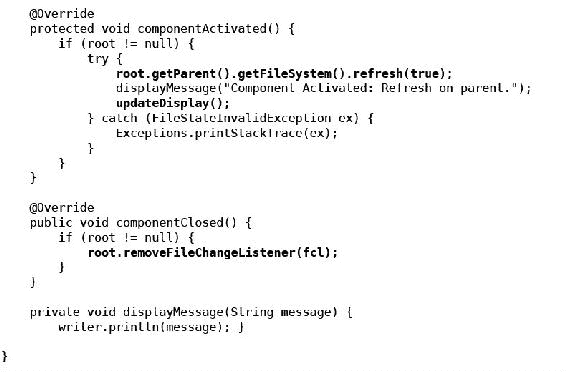 @Override
protected void componentActivated() {
if (root != null) {
try {
root.getParent().getFileSystem().refresh(true);
displayMessage("Component Activated: Refresh on parent.");
updateDisplay();
} catch (FileStateInvalidException ex) {
Exceptions.printStackTrace(ex);
}
}
}
@Override
public void componentClosed() {
if (root != null) {
root.removeFileChangeListener(fcl);
}
}
private void displayMessage(String message) {
writer.println(message); }
}